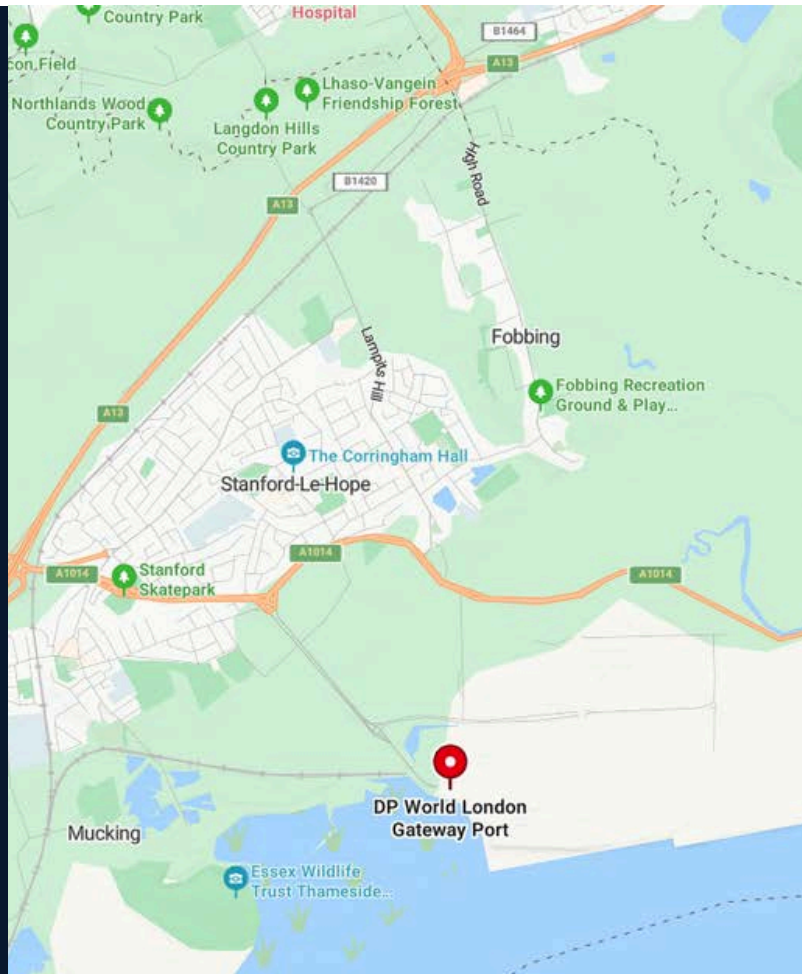 Country Park
Hospital
B1464
A13
con Field
Lhaso-Vangein
Friendship Forest
Northlands Wood
Country Park
Langdon Hills
Country Park
High Road
B1420
A13
Lampits Hill
Fobbing
Fobbing Recreation
Ground & Play...
A13
The Corringham Hall
Stanford-Le-Hope
A1014
A1014
Stanford
Skatepark
A1014
DP World London
Gateway Port
Mucking
Essex Wildlife
Trust Thameside...